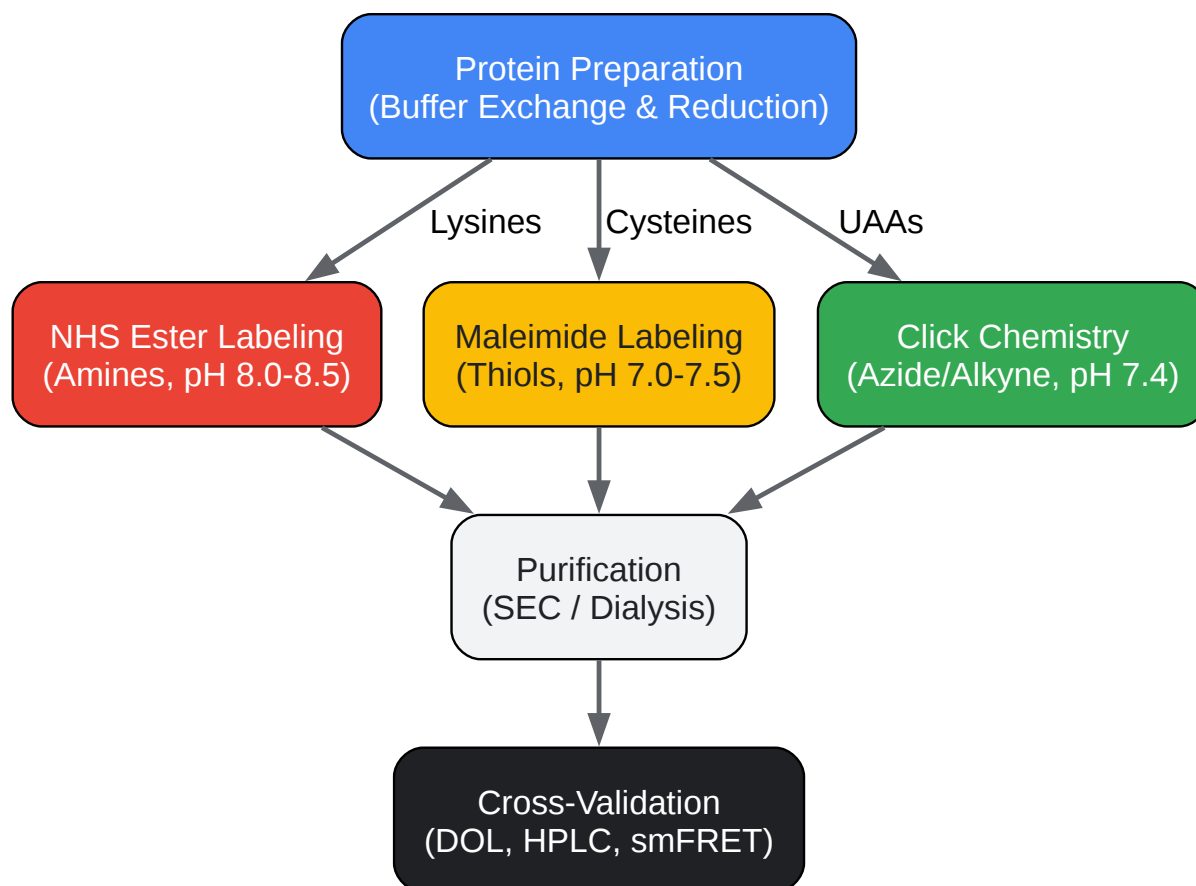 Protein Preparation
(Buffer Exchange & Reduction)
Lysines
Cysteines
UAAs
NHS Ester Labeling
(Amines, pH 8.0-8.5)
Maleimide Labeling
(Thiols, pH 7.0-7.5)
Click Chemistry
(Azide/Alkyne, pH 7.4)
Purification
(SEC / Dialysis)
Cross-Validation
(DOL, HPLC, smFRET)